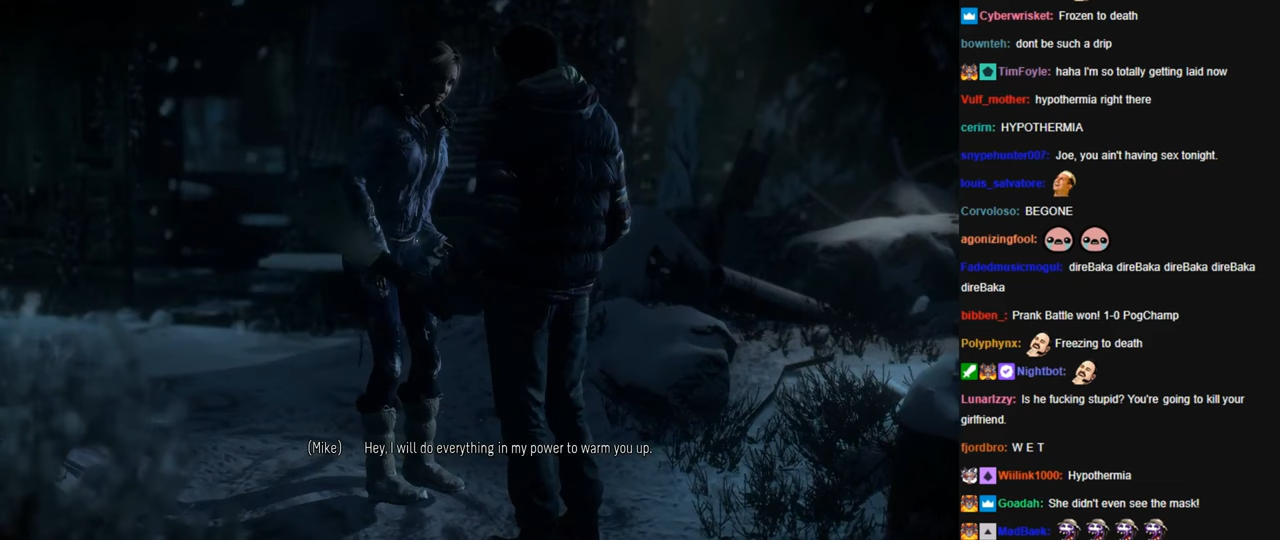 (Mike) Hey, I will do everything in my power to warm you up.
Cyberwrisket: Frozen to death
bownteh: dont be such a drip
TimFoyle: haha I'm so totally getting laid now
Vulf_mother: hypothermia right there
cerirn: HYPOTHERMIA
snypehunter007: Joe, you ain't having sex tonight.
louis_salvatore:
Corvoloso: BEGONE
agonizingfool:
Fadedmusicmogul: direBaka direBaka direBaka direBaka
direBaka
bibben_: Prank Battle won! 1-0 PogChamp
Polyphynx: Freezing to death
Nightbot:
LunarIzzy: Is he fucking stupid? You're going to kill your
girlfriend.
fjordbro: W E T
Wiilink1000: Hypothermia
Goadah: She didn't even see the mask!
MadBaek: